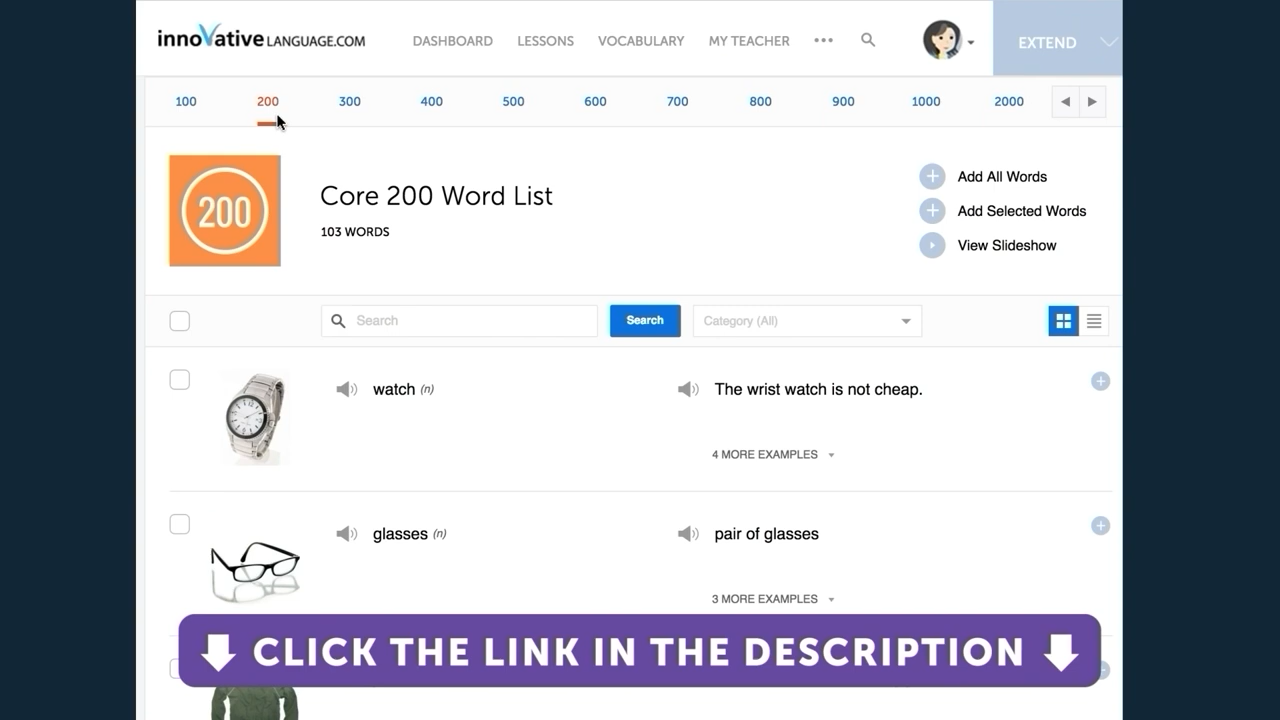 innovative LANGUAGE.COM
DASHBOARD LESSONS VOCABULARY MY TEACHER ••• EXTEND
100 200 300 400 500 600 700 800 900 1000 2000
200
Core 200 Word List
103 WORDS
Add All Words
Add Selected Words
View Slideshow
Search Search Category (All)
watch (n) The wrist watch is not cheap.
4 MORE EXAMPLES
glasses (n) pair of glasses
3 MORE EXAMPLES
CLICK THE LINK IN THE DESCRIPTION